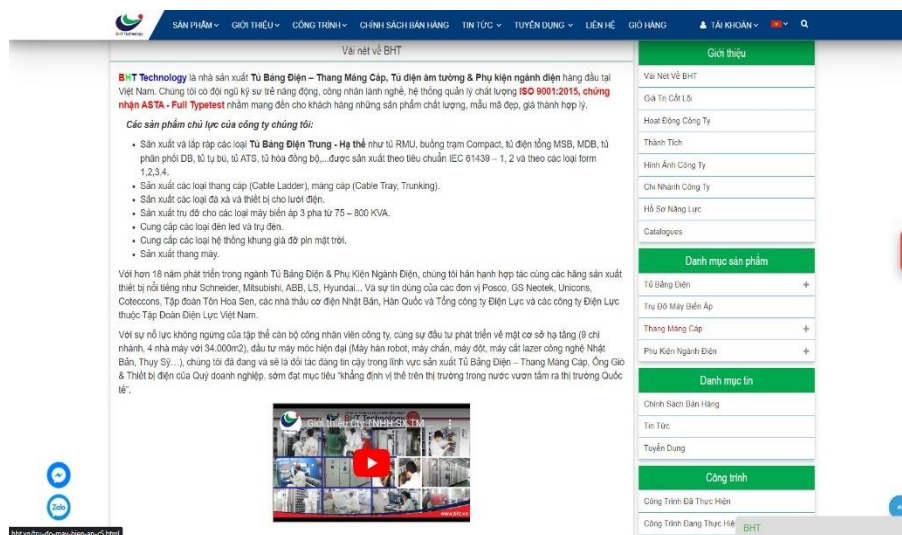 BHT Technology
SẢN PHẨM
GIỚI THIỆU
CÔNG TRÌNH
CHÍNH SÁCH BÁN HÀNG
TIN TỨC
TUYỂN DỤNG
LIÊN HỆ
GIỎ HÀNG
TÀI KHOẢN
Vài nét về BHT
BHT Technology là nhà sản xuất Tủ Bảng Điện – Thang Máng Cáp, Tủ điện âm tường & Phụ kiện ngành điện hàng đầu tại
Việt Nam. Chúng tôi có đội ngũ kỹ sư trẻ năng động, công nhân lành nghề, hệ thống quản lý chất lượng ISO 9001:2015, chứng
nhận ASTA - Full Typetest nhằm mang đến cho khách hàng những sản phẩm chất lượng, mẫu mã đẹp, giá thành hợp lý.
Các sản phẩm chủ lực của công ty chúng tôi:
• Sản xuất và lắp ráp các loại Tủ Bảng Điện Trung - Hạ thế như tủ RMU, buồng trạm Compact, tủ điện tổng MSB, MDB, tủ
phân phối DB, tủ tụ bù, tủ ATS, tủ hòa đồng bộ,...được sản xuất theo tiêu chuẩn IEC 61439 – 1, 2 và theo các loại form
1,2,3,4.
• Sản xuất các loại thang cáp (Cable Ladder), máng cáp (Cable Tray, Trunking).
• Sản xuất các loại đà xà và thiết bị cho lưới điện.
• Sản xuất trụ đỡ cho các loại máy biến áp 3 pha từ 75 – 800 KVA.
• Cung cấp các loại đèn led và trụ đèn.
• Cung cấp các loại hệ thống khung giá đỡ pin mặt trời.
• Sản xuất thang máy.
Với hơn 18 năm phát triển trong ngành Tủ Bảng Điện & Phụ Kiện Ngành Điện, chúng tôi hân hạnh hợp tác cùng các hãng sản xuất
thiết bị nổi tiếng như Schneider, Mitsubishi, ABB, LS, Hyundai... Và sự tin dùng của các đơn vị Posco, GS Neotek, Unicons,
Coteccons, Tập đoàn Tôn Hoa Sen, các nhà thầu cơ điện Nhật Bản, Hàn Quốc và Tổng công ty Điện Lực và các công ty Điện Lực
thuộc Tập Đoàn Điện Lực Việt Nam.
Với sự nỗ lực không ngừng của tập thể cán bộ công nhân viên công ty, cùng sự đầu tư phát triển về mặt cơ sở hạ tầng (9 chi
nhánh, 4 nhà máy với 34.000m2), đầu tư máy móc hiện đại (Máy hàn robot, máy chấn, máy đột, máy cắt lazer công nghệ Nhật
Bản, Thụy Sỹ…), chúng tôi đã đang và sẽ là đối tác đáng tin cậy trong lĩnh vực sản xuất Tủ Bảng Điện – Thang Máng Cáp, Ống Gió
& Thiết bị điện của Quý doanh nghiệp, sớm đạt mục tiêu “khẳng định vị thế trên thị trường trong nước vươn tầm ra thị trường Quốc
tế”.
Giới thiệu Cty TNHH SX TM
www.bht.vn
Giới thiệu
Vài Nét Về BHT
Giá Trị Cốt Lõi
Hoạt Động Công Ty
Thành Tích
Hình Ảnh Công Ty
Chi Nhánh Công Ty
Hồ Sơ Năng Lực
Catalogues
Danh mục sản phẩm
Tủ Bảng Điện +
Trụ Đỡ Máy Biến Áp
Thang Máng Cáp +
Phụ Kiện Ngành Điện +
Danh mục tin
Chính Sách Bán Hàng
Tin Tức
Tuyển Dụng
Công trình
Công Trình Đã Thực Hiện
Công Trình Đang Thực Hiệ
BHT
Zalo
bht.vn/tru-do-may-bien-ap-c5.html